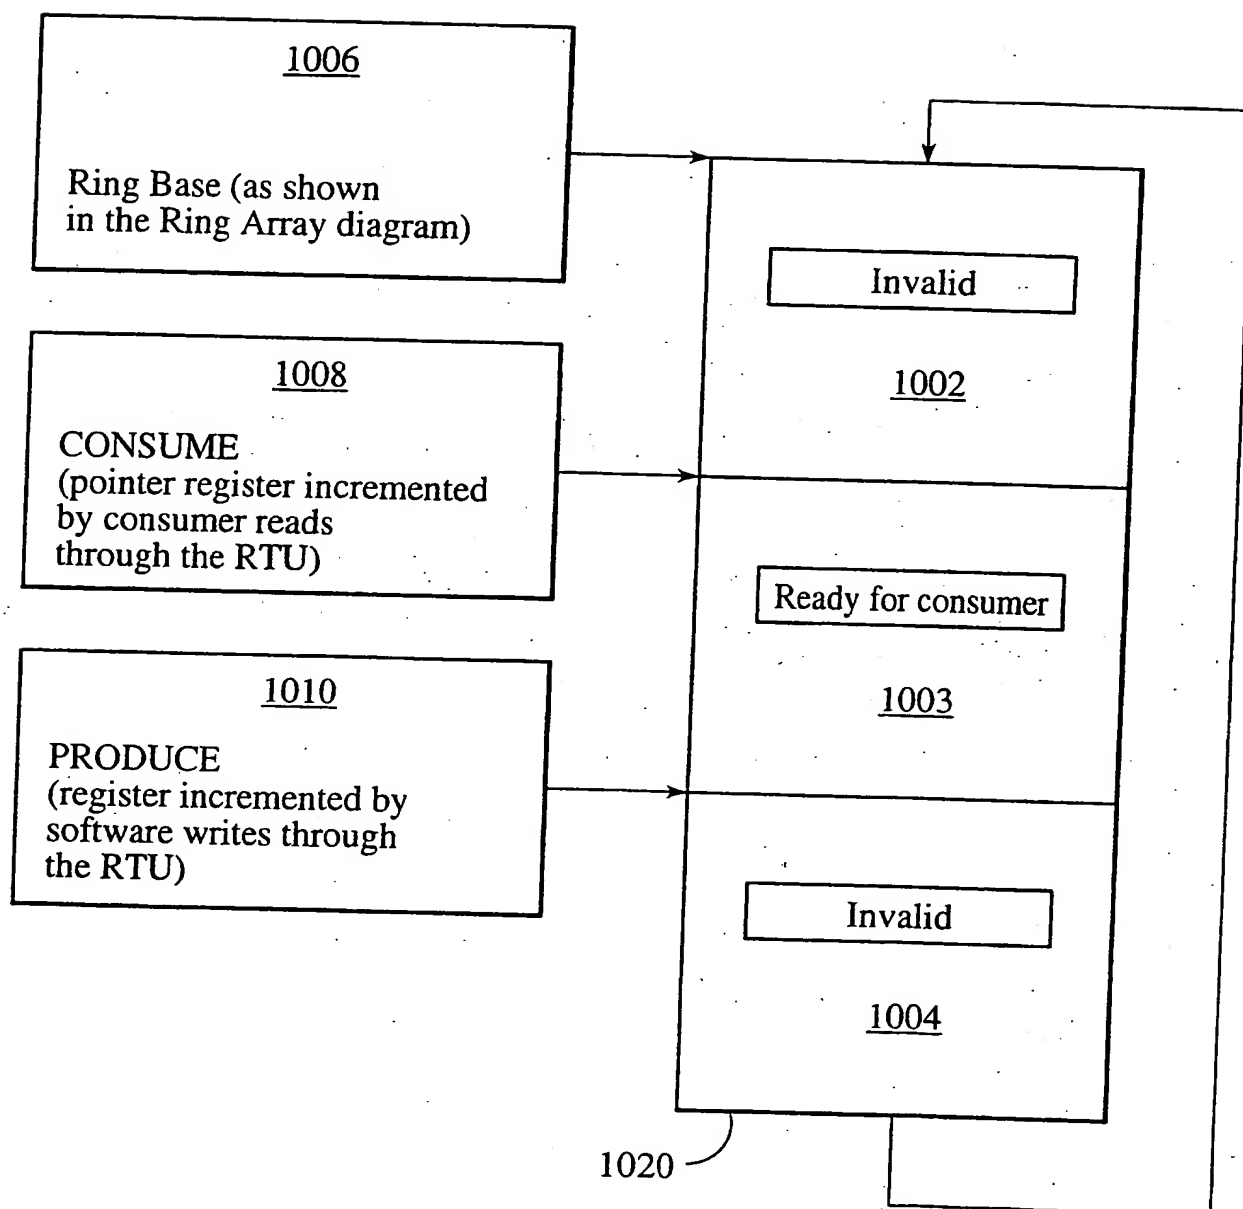 1006
Ring Base (as shown
in the Ring Array diagram)
Invalid
1002
1008
CONSUME
(pointer register incremented
by consumer reads
through the RTU)
Ready for consumer
1003
1010
PRODUCE
(register incremented by
software writes through
the RTU)
Invalid
1004
1020